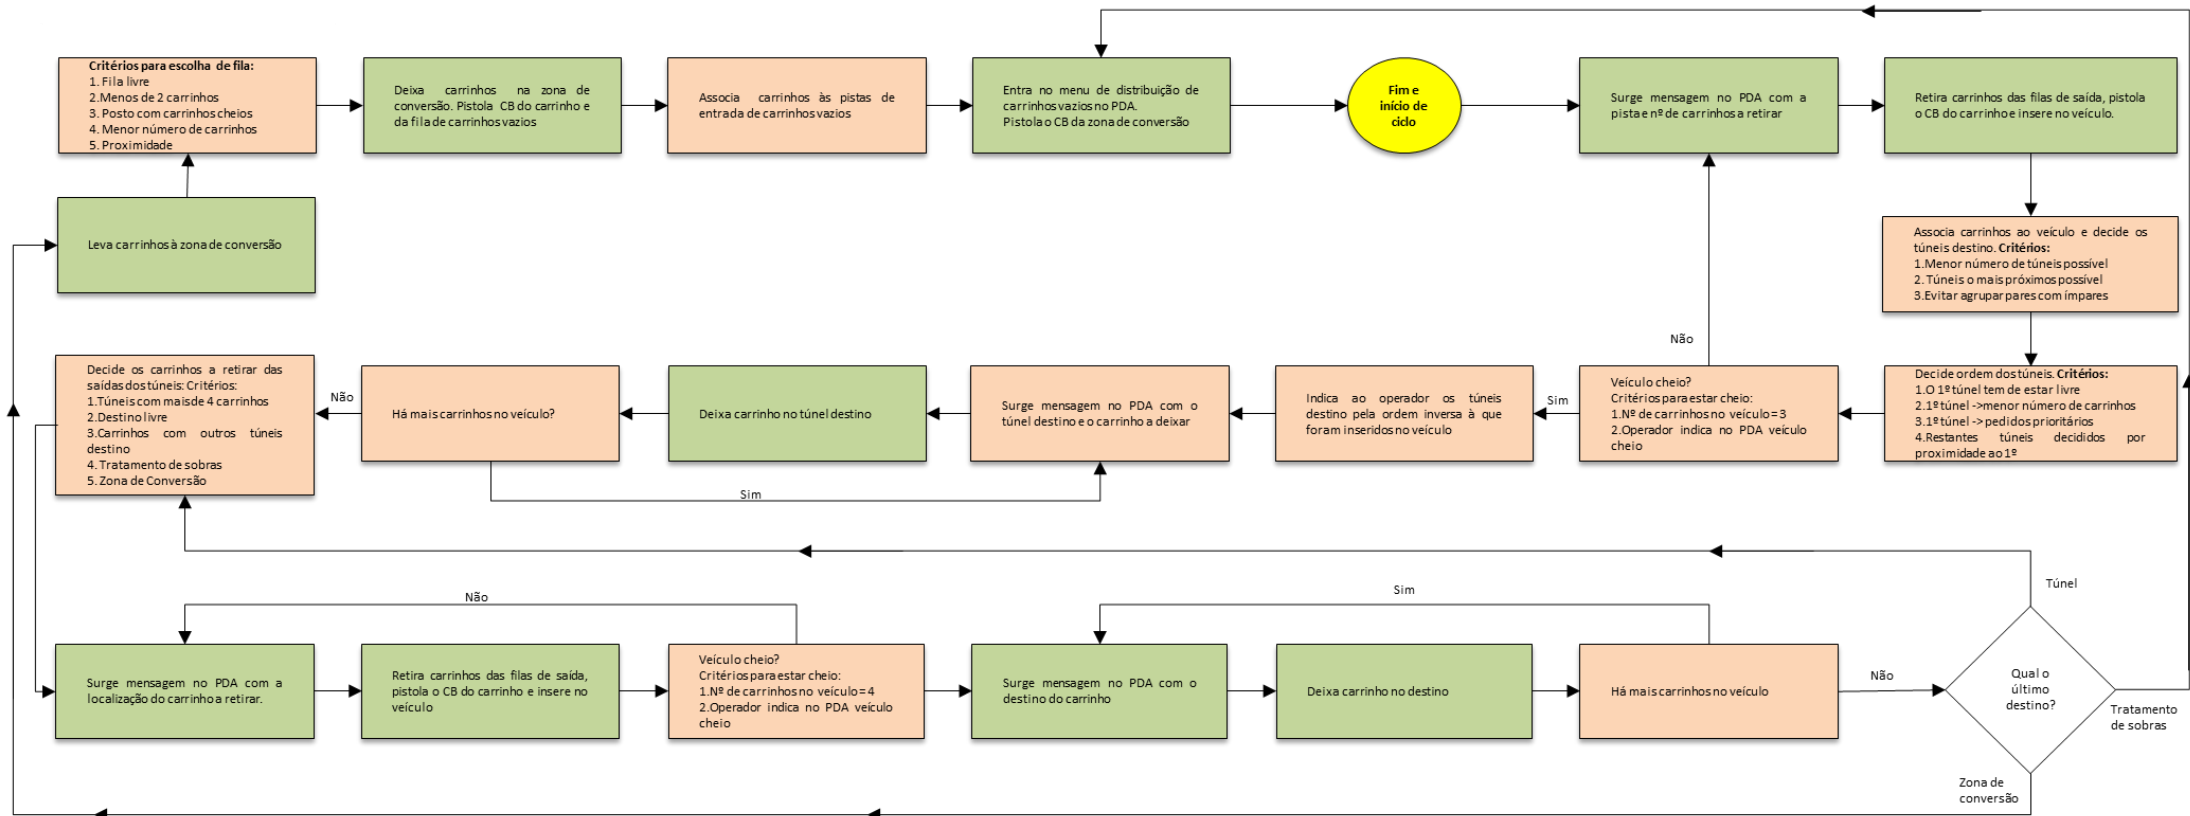 Critérios para escolha de fila:
1. Fila livre
2.Menos de 2 carrinhos
3. Posto com carrinhos cheios
4. Menor número de carrinhos
5. Proximidade
Deixa carrinhos na zona de
conversão. Pistola CB do carrinho e
da fila de carrinhos vazios
Associa carrinhos às pistas de
entrada de carrinhos vazios
Entra no menu de distribuição de
carrinhos vazios no PDA.
Pistola o CB da zona de conversão
Fim e
início de
ciclo
Surge mensagem no PDA com a
pista e nº de carrinhos a retirar
Retira carrinhos das filas de saída, pistola
o CB do carrinho e insere no veículo.
Leva carrinhos à zona de conversão
Associa carrinhos ao veículo e decide os
túneis destino. Critérios:
1.Menor número de túneis possível
2. Túneis o mais próximos possível
3.Evitar agrupar pares com ímpares
Não
Decide os carrinhos a retirar das
saídas dos túneis: Critérios:
1.Túneis com mais de 4 carrinhos
2.Destino livre
3.Carrinhos com outros túneis
destino
4. Tratamento de sobras
5. Zona de Conversão
Não
Há mais carrinhos no veículo?
Deixa carrinho no túnel destino
Surge mensagem no PDA com o
túnel destino e o carrinho a deixar
Indica ao operador os túneis
destino pela ordem inversa à que
foram inseridos no veículo
Sim
Veículo cheio?
Critérios para estar cheio:
1.Nº de carrinhos no veículo = 3
2.Operador indica no PDA veículo
cheio
Decide ordem dos túneis. Critérios:
1.O 1º túnel tem de estar livre
2.1º túnel ->menor número de carrinhos
3.1º túnel -> pedidos prioritários
4.Restantes túneis decididos por
proximidade ao 1º
Sim
Túnel
Não
Sim
Surge mensagem no PDA com a
localização do carrinho a retirar.
Retira carrinhos das filas de saída,
pistola o CB do carrinho e insere no
veículo
Veículo cheio?
Critérios para estar cheio:
1.Nº de carrinhos no veículo = 4
2.Operador indica no PDA veículo
cheio
Surge mensagem no PDA com o
destino do carrinho
Deixa carrinho no destino
Há mais carrinhos no veículo
Não
Qual o
último
destino?
Tratamento
de sobras
Zona de
conversão